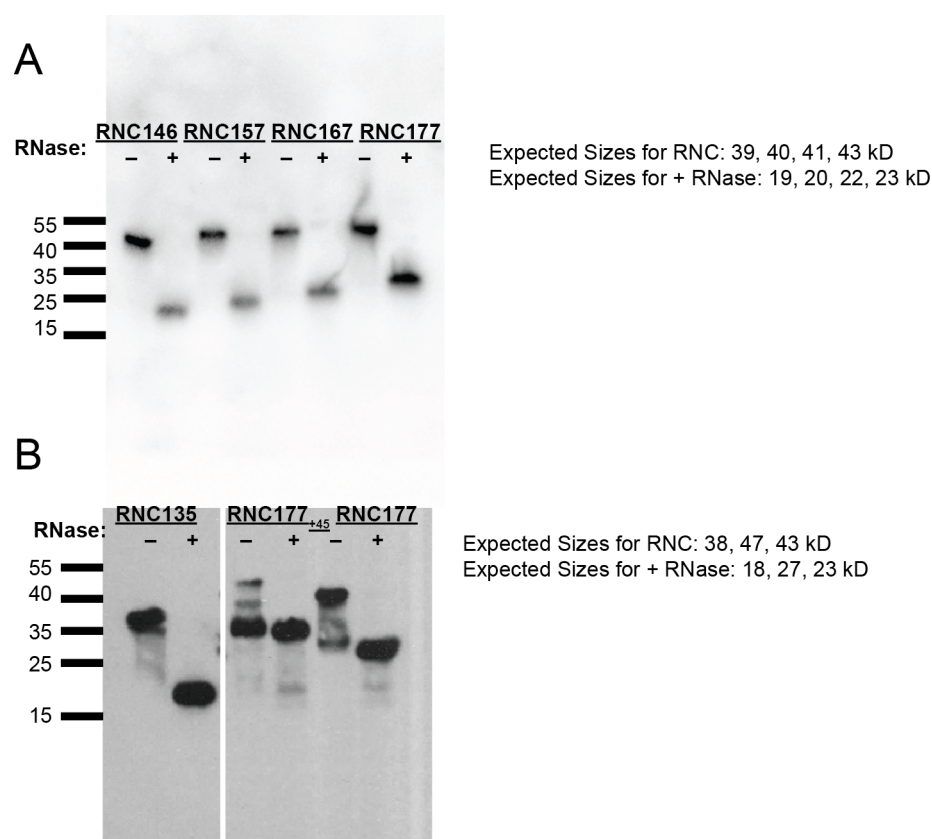 A
RNC146 RNC157 RNC167 RNC177
RNase: – + – + – + – +
Expected Sizes for RNC: 39, 40, 41, 43 kD
Expected Sizes for + RNase: 19, 20, 22, 23 kD
55
40
35
25
15
B
RNC135 RNC177+45 RNC177
RNase: – + – + – +
Expected Sizes for RNC: 38, 47, 43 kD
Expected Sizes for + RNase: 18, 27, 23 kD
55
40
35
25
15